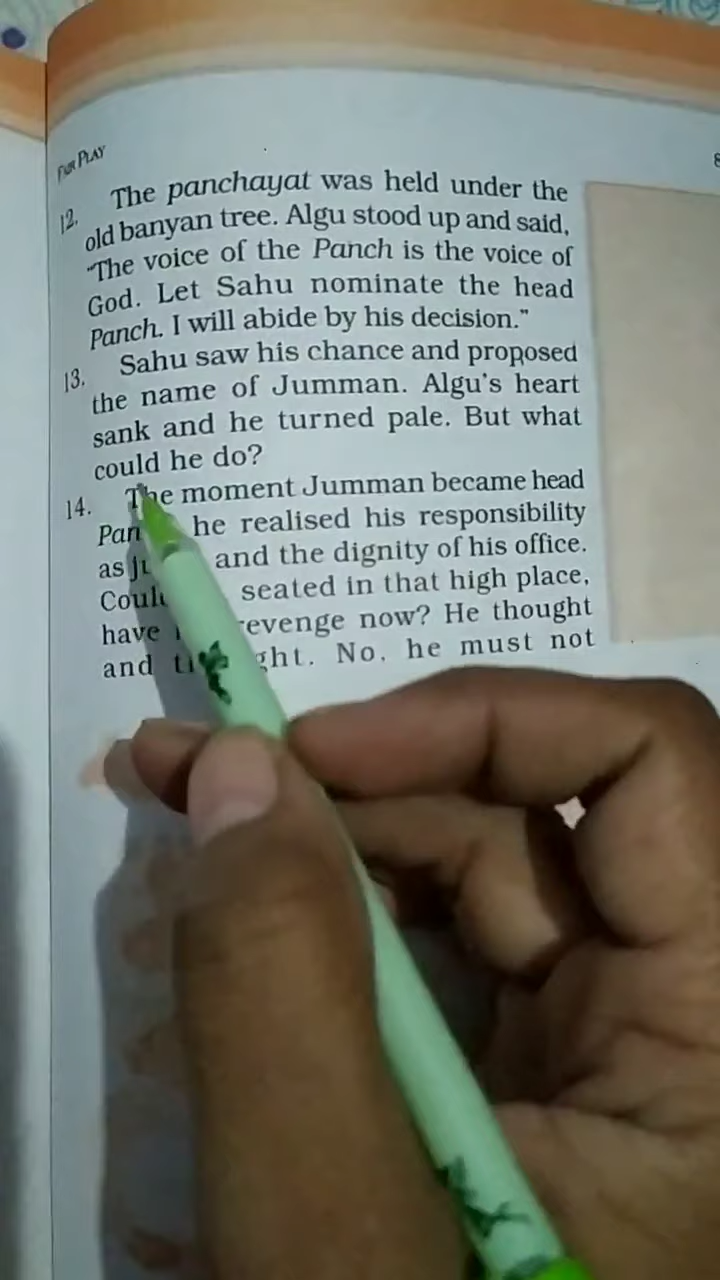 FAIR PLAY
8
12. The panchayat was held under the
old banyan tree. Algu stood up and said,
"The voice of the Panch is the voice of
God. Let Sahu nominate the head
Panch. I will abide by his decision."
13. Sahu saw his chance and proposed
the name of Jumman. Algu's heart
sank and he turned pale. But what
could he do?
14. The moment Jumman became head
Pan he realised his responsibility
as and the dignity of his office.
seated in that high place,
have evenge now? He thought
and ght. No, he must not